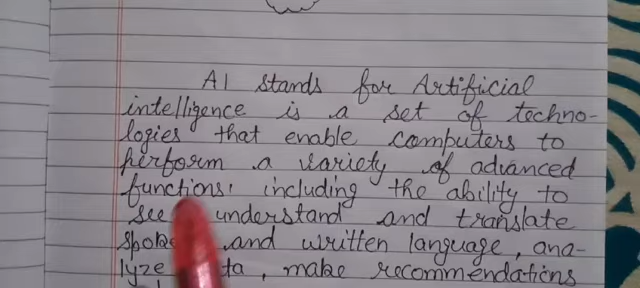 AI stands for Artificial
intelligence is a set of techno-
logies that enable computers to
perform a variety of advanced
functions, including the ability to
see understand and translate
and written language, ana-
lyze , make recommendations